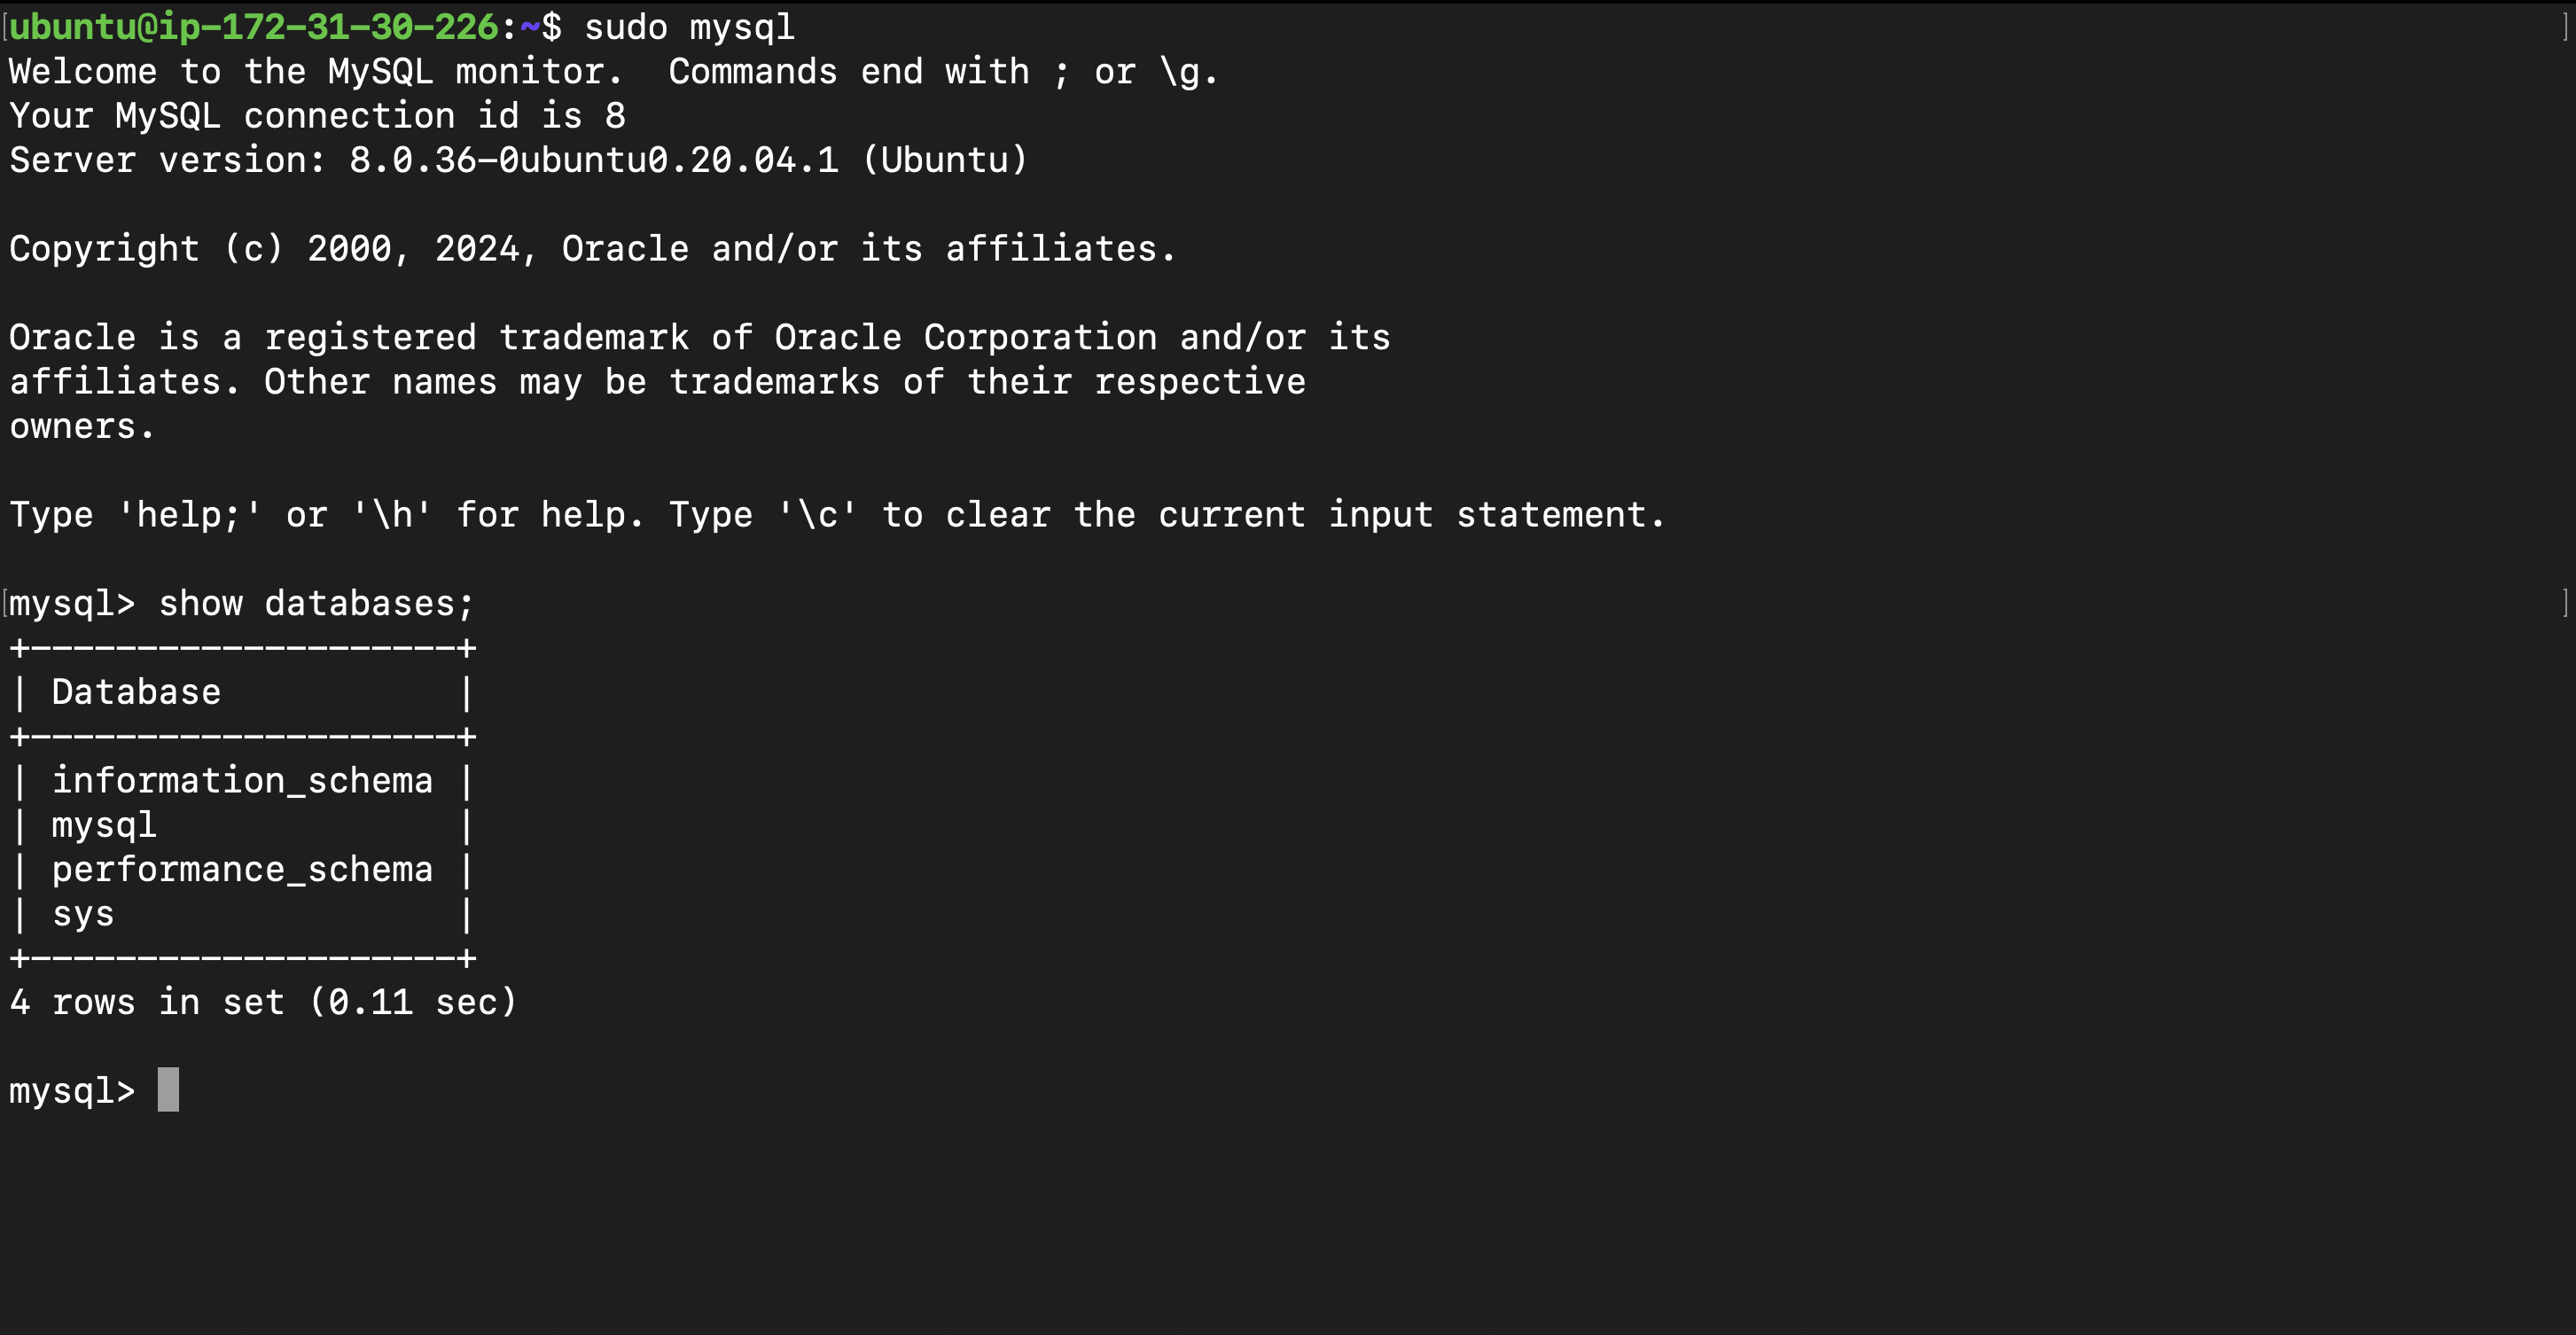 [ubuntu@ip-172-31-30-226:~$ sudo mysql ]
Welcome to the MySQL monitor.  Commands end with ; or \g.
Your MySQL connection id is 8
Server version: 8.0.36-0ubuntu0.20.04.1 (Ubuntu)
Copyright (c) 2000, 2024, Oracle and/or its affiliates.
Oracle is a registered trademark of Oracle Corporation and/or its
affiliates. Other names may be trademarks of their respective
owners.
Type 'help;' or '\h' for help. Type '\c' to clear the current input statement.
[mysql> show databases; ]
+--------------------+
| Database           |
+--------------------+
| information_schema |
| mysql              |
| performance_schema |
| sys                |
+--------------------+
4 rows in set (0.11 sec)
mysql>